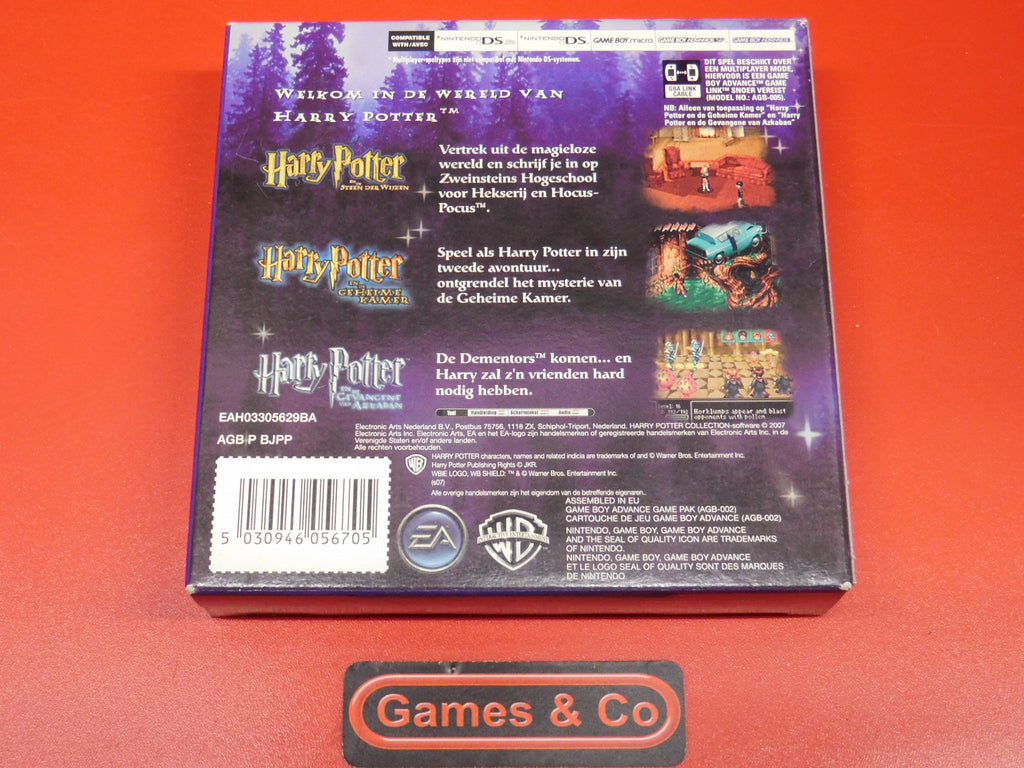 COMPATIBLE
WITH/AVEC
*NINTENDO DS Lite
*NINTENDO DS
GAME BOY micro
GAME BOY ADVANCE SP
GAME BOY ADVANCE
* Multiplayer-speltypes zijn niet compatibel met Nintendo DS-systemen.
GBA LINK
CABLE
DIT SPEL BESCHIKT OVER
EEN MULTIPLAYER MODE,
HIERVOOR IS EEN GAME
BOY ADVANCE™ GAME
LINK™ SNOER VEREIST
(MODEL NO.: AGB-005).
NB: Alleen van toepassing op "Harry
Potter en de Geheime Kamer" en "Harry
Potter en de Gevangene van Azkaban"
WELKOM IN DE WERELD VAN
HARRY POTTER™
Harry Potter
EN DE
STEEN DER WIJZEN
Vertrek uit de magieloze
wereld en schrijf je in op
Zweinsteins Hogeschool
voor Hekserij en Hocus-
Pocus™.
Harry Potter
EN DE
GEHEIME
KAMER
Speel als Harry Potter in zijn
tweede avontuur...
ontgrendel het mysterie van
de Geheime Kamer.
Harry Potter
EN DE
GEVANGENE
VAN AZKABAN
De Dementors™ komen... en
Harry zal z'n vrienden hard
nodig hebben.
Horklumps appear and blast
opponents with pollen
Taal
Handleiding
Schermtekst
Audio
EAH03305629BA
AGB P BJPP
Electronic Arts Nederland B.V., Postbus 75756, 1118 ZX, Schiphol-Triport, Nederland. HARRY POTTER COLLECTION-software © 2007
Electronic Arts Inc. Electronic Arts, EA en het EA-logo zijn handelsmerken of geregistreerde handelsmerken van Electronic Arts Inc. in de
Verenigde Staten en/of andere landen.
Alle rechten voorbehouden.
WB
HARRY POTTER characters, names and related indicia are trademarks of and © Warner Bros. Entertainment Inc.
Harry Potter Publishing Rights © JKR.
WBIE LOGO, WB SHIELD: ™ & © Warner Bros. Entertainment Inc.
(s07)
Alle overige handelsmerken zijn het eigendom van de betreffende eigenaren.
5 030946 056705
EA
WB
INTERACTIVE ENTERTAINMENT
ASSEMBLED IN EU
GAME BOY ADVANCE GAME PAK (AGB-002)
CARTOUCHE DE JEU GAME BOY ADVANCE (AGB-002)
NINTENDO, GAME BOY, GAME BOY ADVANCE
AND THE SEAL OF QUALITY ICON ARE TRADEMARKS
OF NINTENDO.
NINTENDO, GAME BOY, GAME BOY ADVANCE
ET LE LOGO SEAL OF QUALITY SONT DES MARQUES
DE NINTENDO
Games & Co